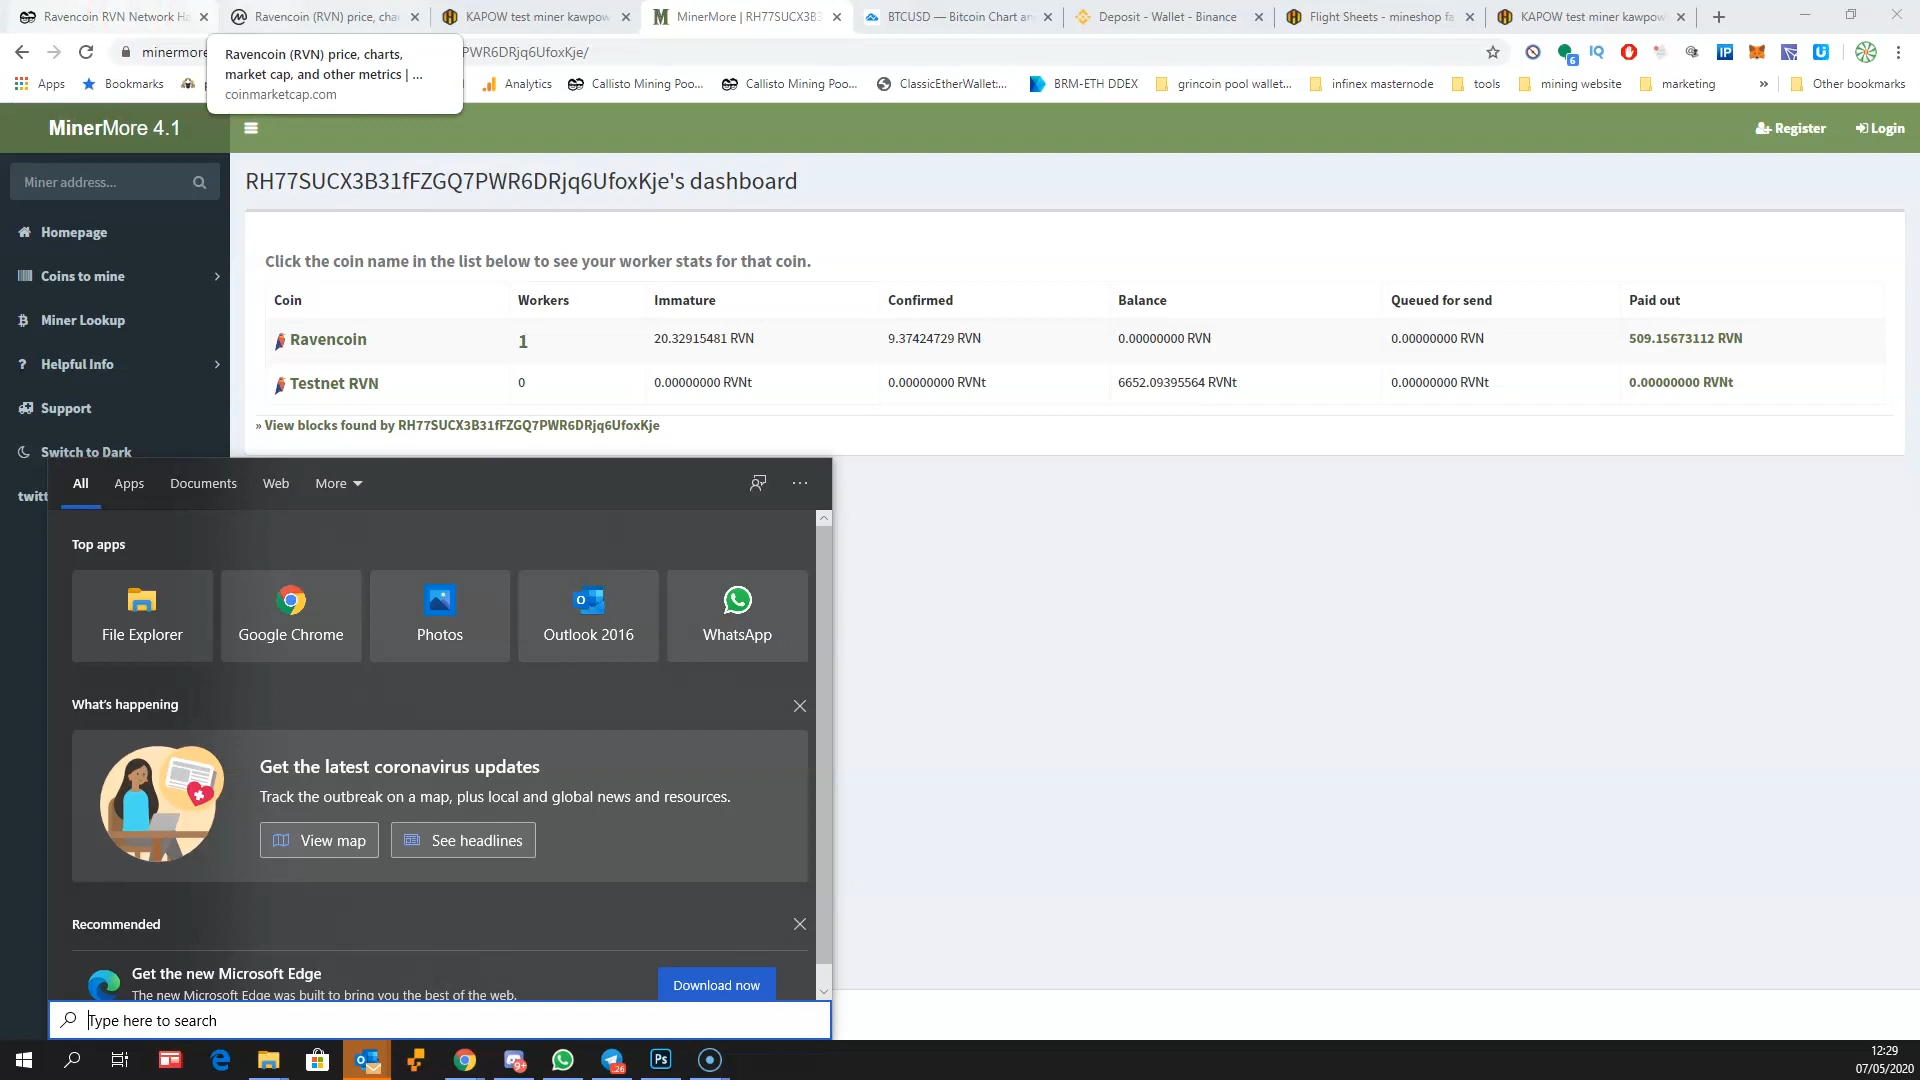 Ravencoin RVN Network Ha
Ravencoin (RVN) price, cha
KAPOW test miner kawpow
MinerMore | RH77SUCX3B3
BTCUSD — Bitcoin Chart an
Deposit - Wallet - Binance
Flight Sheets - mineshop fa
KAPOW test miner kawpow
minermore
PWR6DRjq6UfoxKje/
6
IQ
IP
Ravencoin (RVN) price, charts,
market cap, and other metrics | ...
coinmarketcap.com
Apps
Bookmarks
Analytics
Callisto Mining Poo...
Callisto Mining Poo...
ClassicEtherWallet:...
BRM-ETH DDEX
grincoin pool wallet...
infinex masternode
tools
mining website
marketing
»
Other bookmarks
MinerMore 4.1
Register
Login
Miner address...
Homepage
Coins to mine
Miner Lookup
Helpful Info
Support
Switch to Dark
twitt
RH77SUCX3B31fFZGQ7PWR6DRjq6UfoxKje's dashboard
Click the coin name in the list below to see your worker stats for that coin.
Coin Workers Immature Confirmed Balance Queued for send Paid out
Ravencoin 1 20.32915481 RVN 9.37424729 RVN 0.00000000 RVN 0.00000000 RVN 509.15673112 RVN
Testnet RVN 0 0.00000000 RVNt 0.00000000 RVNt 6652.09395564 RVNt 0.00000000 RVNt 0.00000000 RVNt
» View blocks found by RH77SUCX3B31fFZGQ7PWR6DRjq6UfoxKje
All Apps Documents Web More
Top apps
File Explorer
Google Chrome
Photos
Outlook 2016
WhatsApp
What's happening
Get the latest coronavirus updates
Track the outbreak on a map, plus local and global news and resources.
View map
See headlines
Recommended
Get the new Microsoft Edge
The new Microsoft Edge was built to bring you the best of the web.
Download now
Type here to search
9+
26
Ps
12:29
07/05/2020